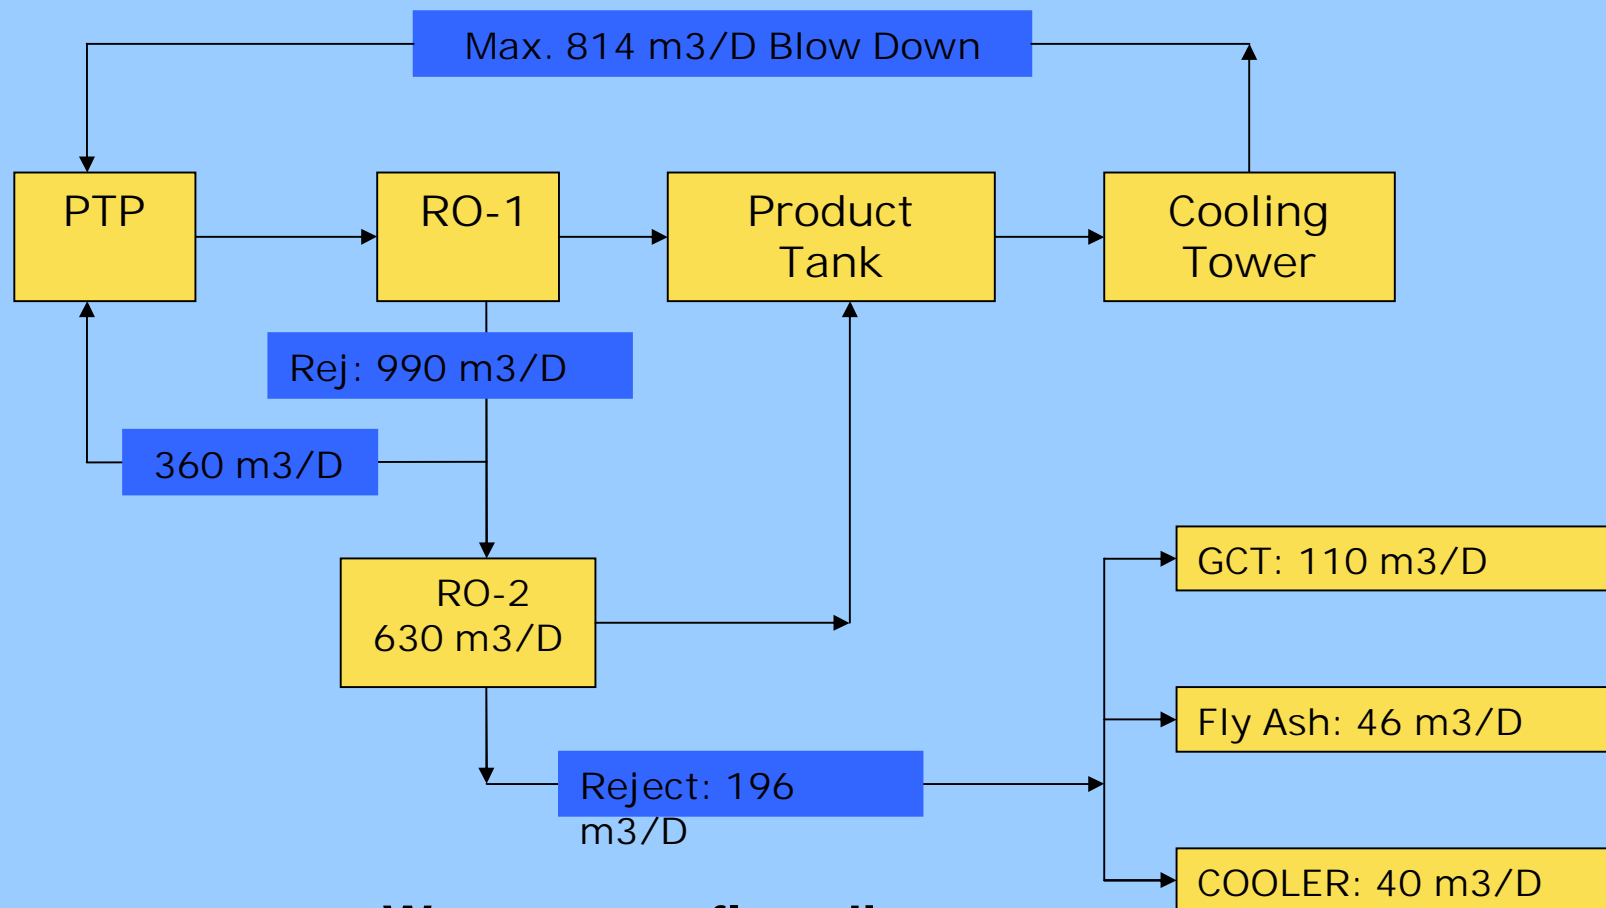 Max. 814 m3/D Blow Down
PTP
RO-1
Product
Tank
Cooling
Tower
Rej: 990 m3/D
360 m3/D
RO-2
630 m3/D
GCT: 110 m3/D
Fly Ash: 46 m3/D
Reject: 196
m3/D
COOLER: 40 m3/D